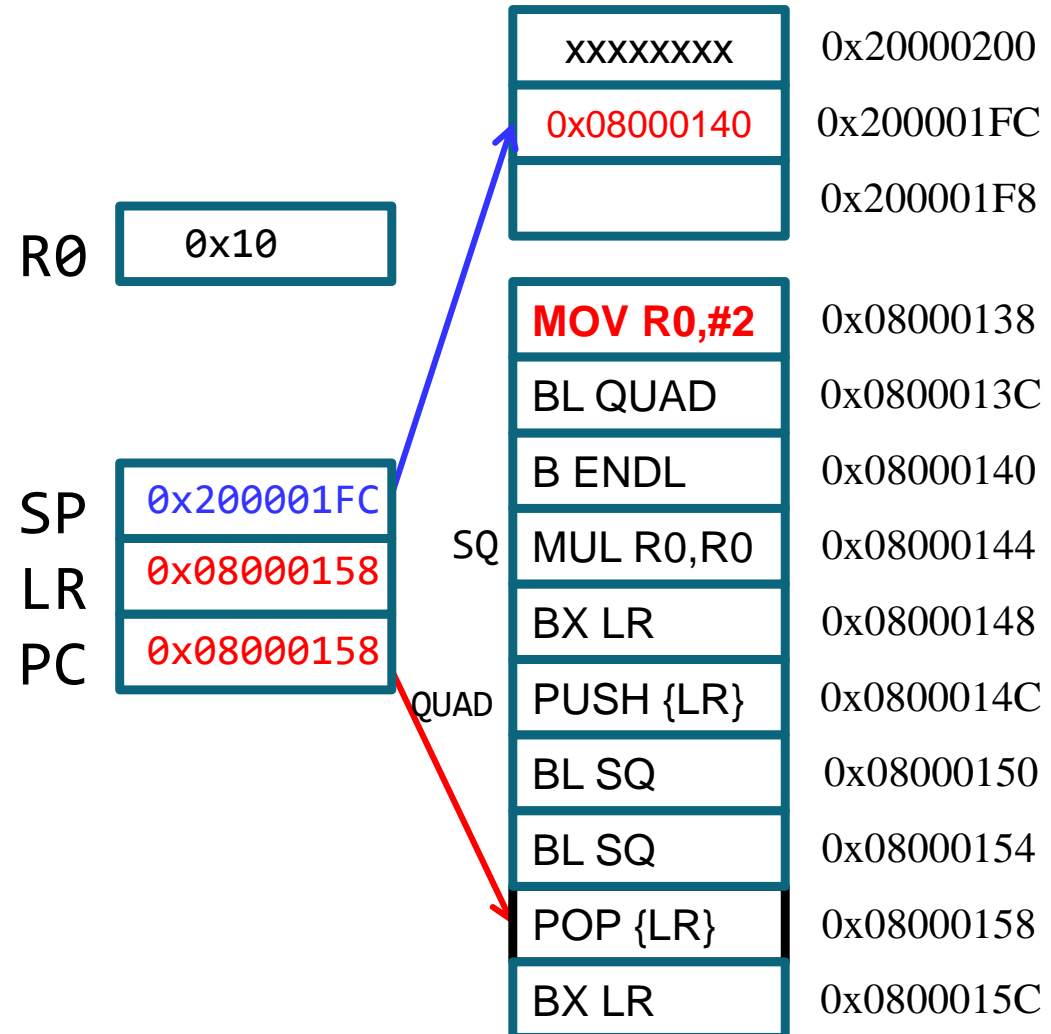 xxxxxxxx 0x20000200
0x08000140 0x200001FC
0x200001F8
R0 0x10
MOV R0,#2 0x08000138
BL QUAD 0x0800013C
B ENDL 0x08000140
SP 0x200001FC
SQ MUL R0,R0 0x08000144
LR 0x08000158
BX LR 0x08000148
PC 0x08000158
QUAD PUSH {LR} 0x0800014C
BL SQ 0x08000150
BL SQ 0x08000154
POP {LR} 0x08000158
BX LR 0x0800015C